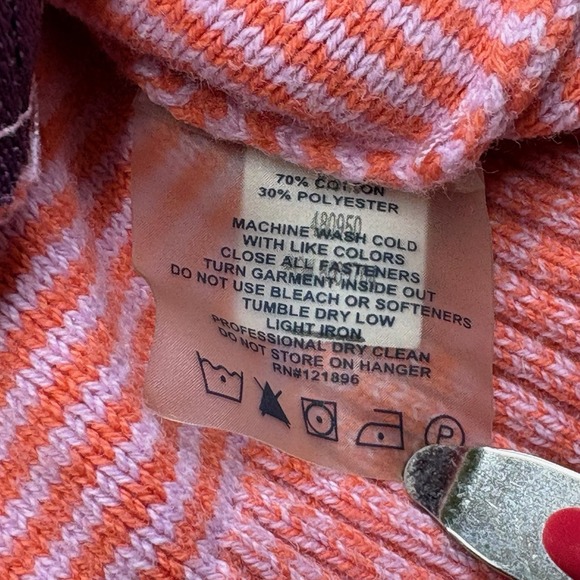 70% COTTON
30% POLYESTER
480950
MACHINE WASH COLD
WITH LIKE COLORS
CLOSE ALL FASTENERS
TURN GARMENT INSIDE OUT
DO NOT USE BLEACH OR SOFTENERS
TUMBLE DRY LOW
LIGHT IRON
PROFESSIONAL DRY CLEAN
DO NOT STORE ON HANGER
RN#121896
P